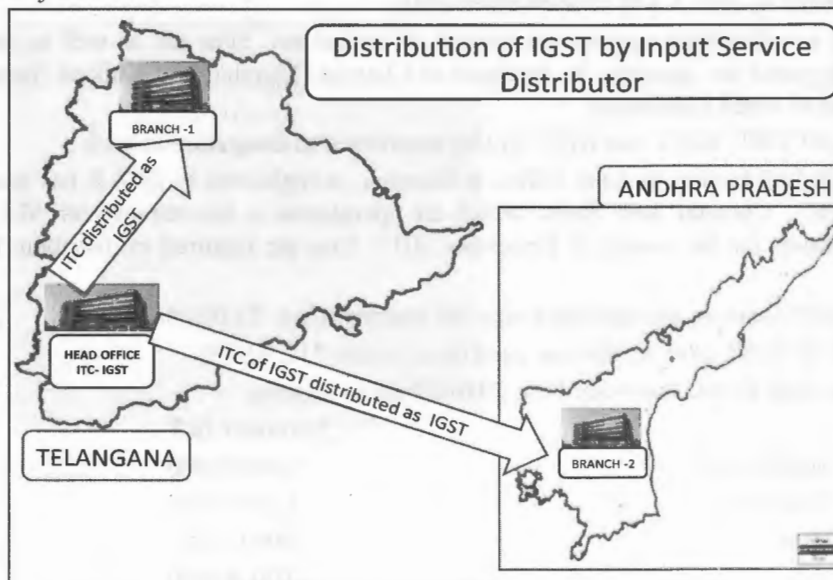 Distribution of IGST by Input Service
Distributor
BRANCH -1
ITC distributed as
IGST
ANDHRA PRADESH
HEAD OFFICE
ITC- IGST
ITC of IGST distributed as IGST
TELANGANA
BRANCH -2